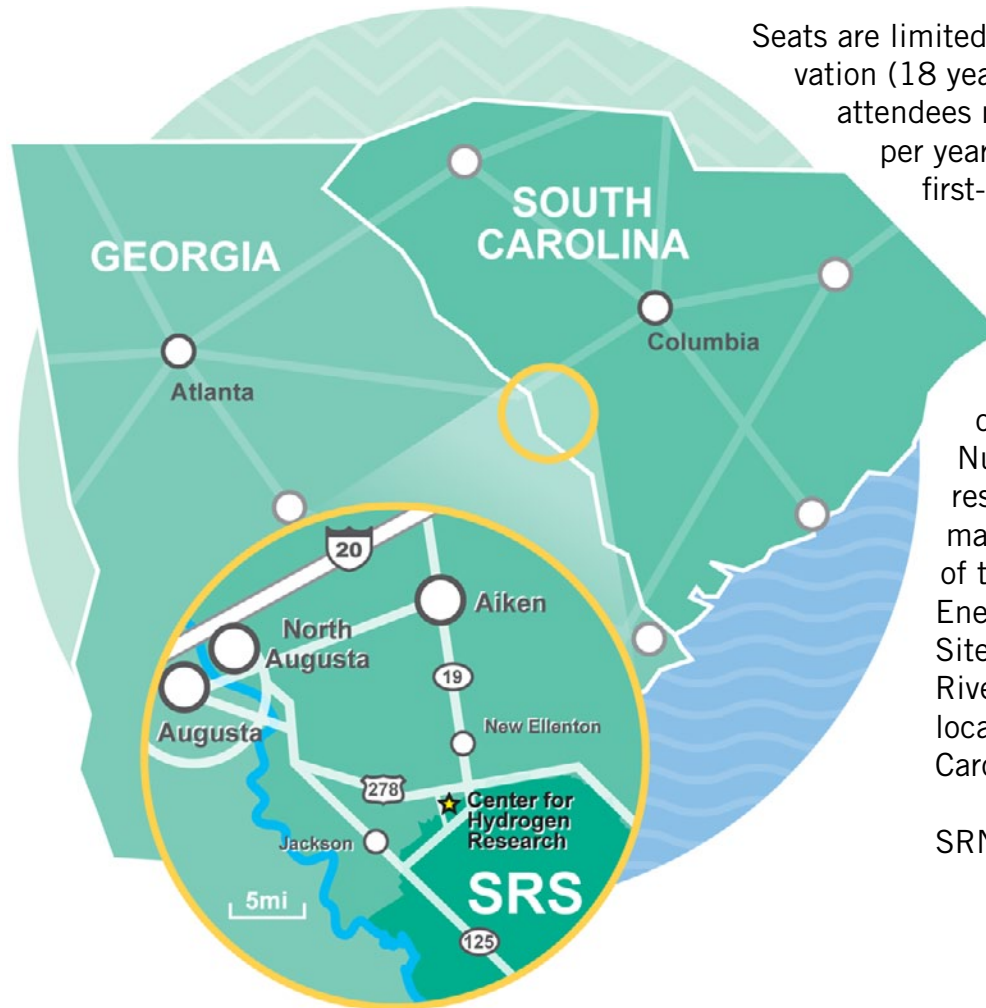 Seats are limited
vation (18 yea
attendees
per year
first-
SOUTH
CAROLINA
GEORGIA
Columbia
Atlanta
Nu
res
ma
of t
Ene
Site
Rive
loca
Caro
SRN
20
Aiken
North
Augusta
19
Augusta
New Ellenton
278
Center for
Hydrogen
Research
Jackson
SRS
5mi
125